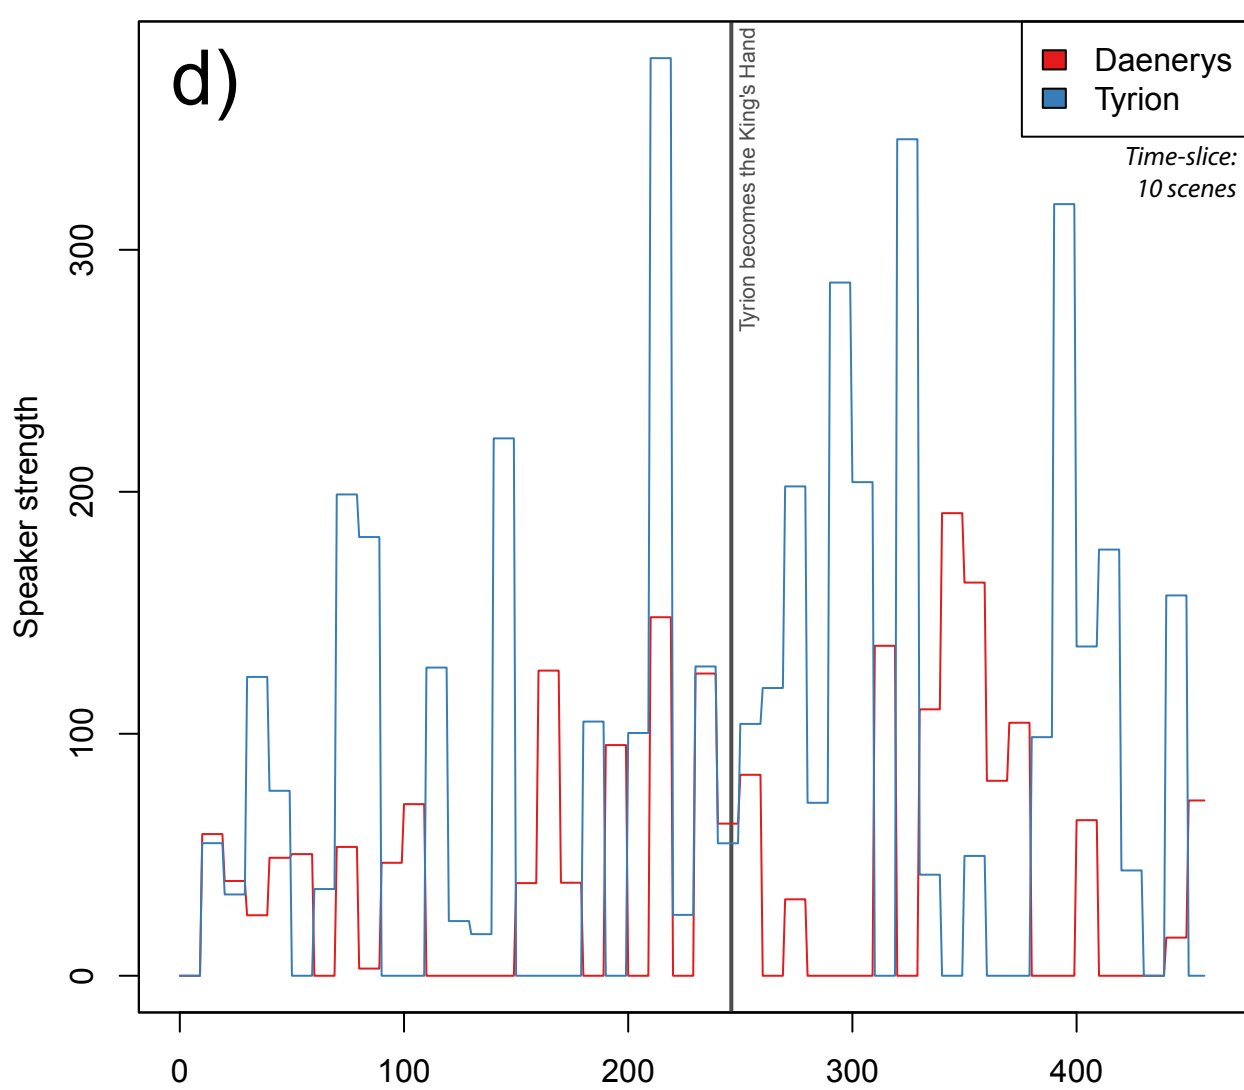 d)
Tyrion becomes the King's Hand
Daenerys
Tyrion
Time-slice:
10 scenes
Speaker strength
300
200
100
0
0 100 200 300 400